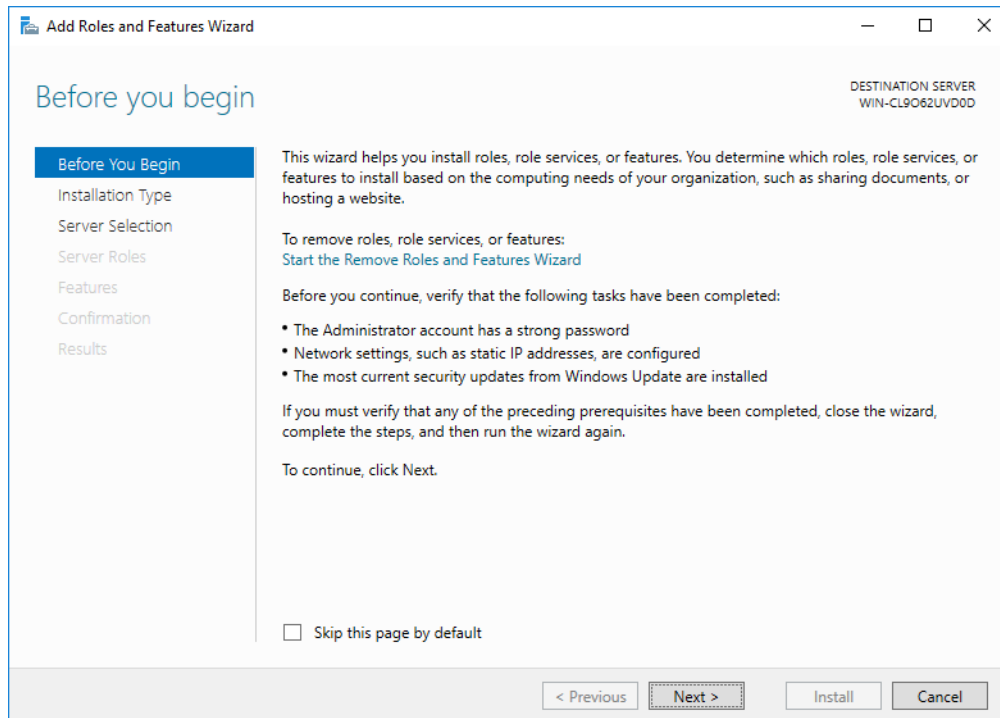 Add Roles and Features Wizard
Before you begin
DESTINATION SERVER
WIN-CL9O62UVD0D
Before You Begin
Installation Type
Server Selection
Server Roles
Features
Confirmation
Results
This wizard helps you install roles, role services, or features. You determine which roles, role services, or
features to install based on the computing needs of your organization, such as sharing documents, or
hosting a website.
To remove roles, role services, or features:
Start the Remove Roles and Features Wizard
Before you continue, verify that the following tasks have been completed:
• The Administrator account has a strong password
• Network settings, such as static IP addresses, are configured
• The most current security updates from Windows Update are installed
If you must verify that any of the preceding prerequisites have been completed, close the wizard,
complete the steps, and then run the wizard again.
To continue, click Next.
Skip this page by default
< Previous
Next >
Install
Cancel